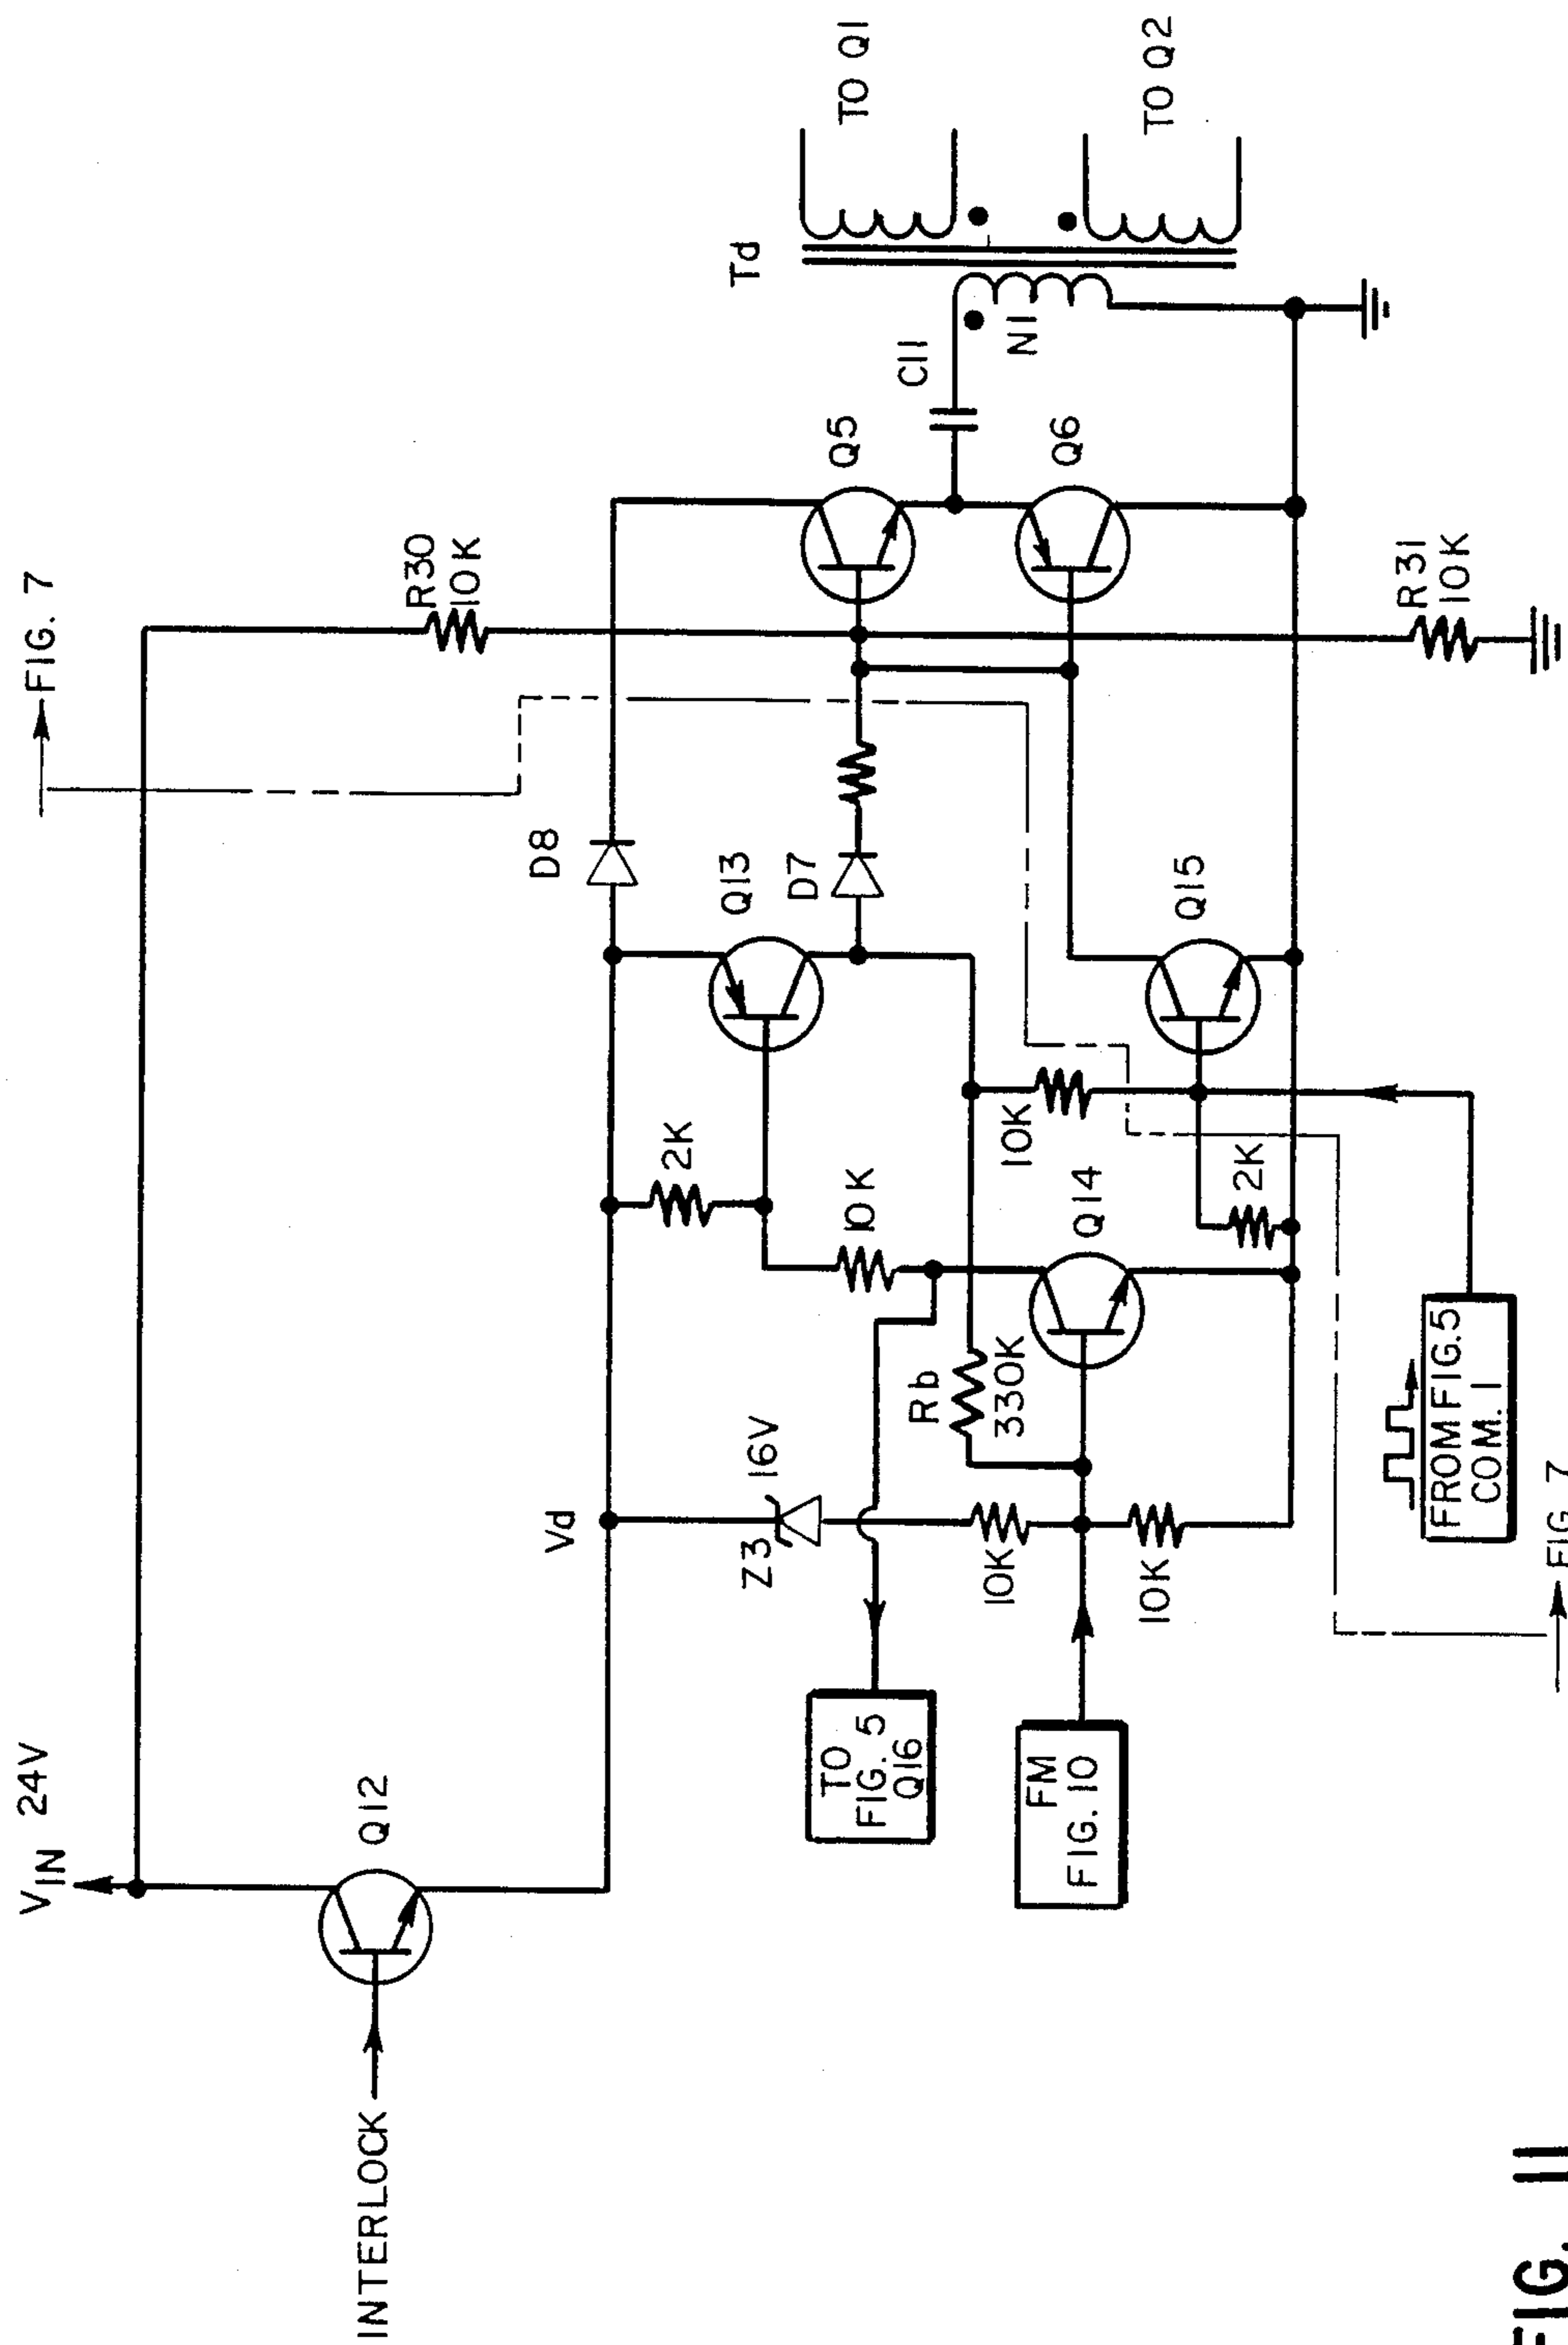 VIN 24V
INTERLOCK
Q12
Vd
FIG. 7
R30
10K
D8
Td
TO Q1
TO Q2
Q13
D7
Q5
C11
N1
Q6
2K
10K
Z3
16V
Rb
330K
10K
10K
10K
Q14
2K
Q15
R31
10K
TO
FIG. 5
Q16
FM
FIG. 10
FROM FIG. 5
COM. 1
FIG. 7
FIG. 11